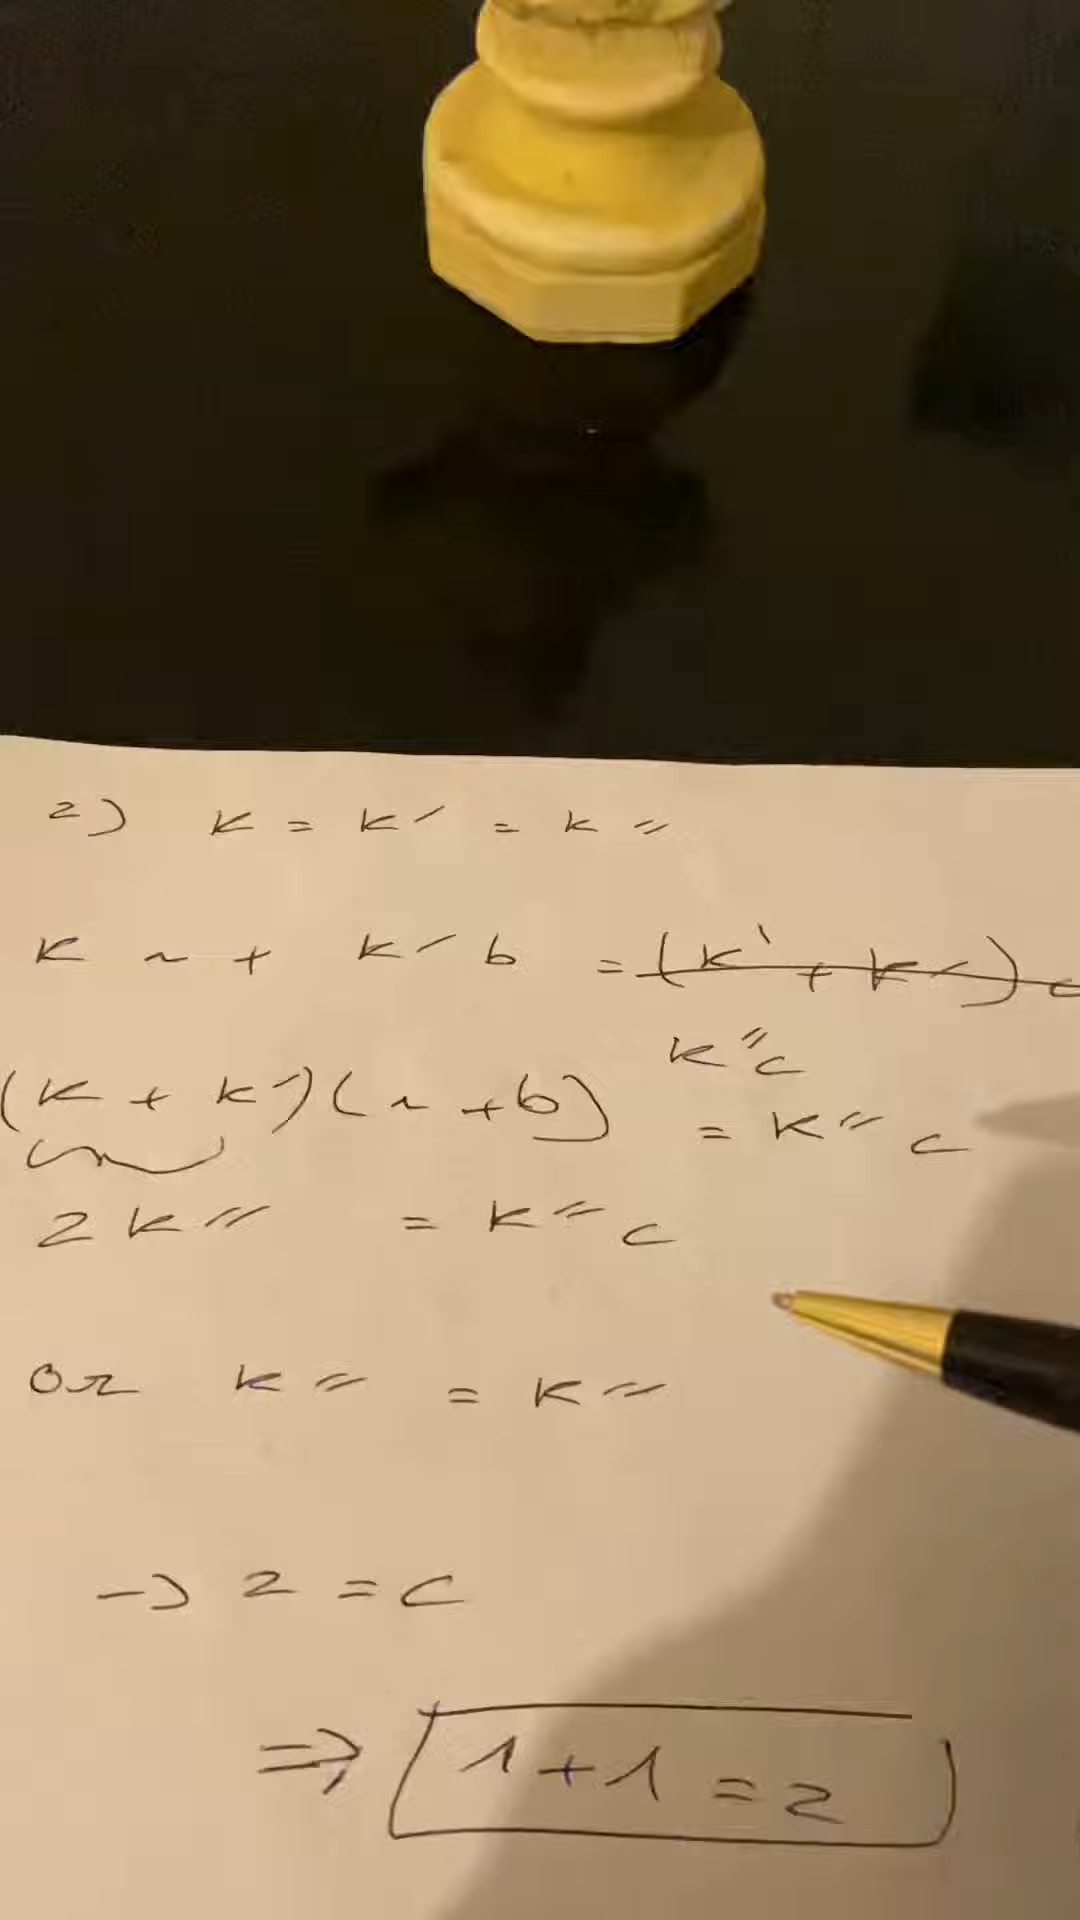 2) K = K' = K"
K a + K' b = (K' + K') c
K"c
(K + K')(a + b) = K" c
2 K" = K" c
or K" = K"
-> 2 = C
=> 1 + 1 = 2